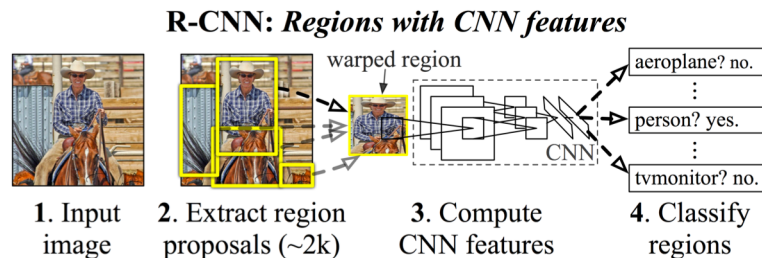 R-CNN: Regions with CNN features
warped region
aeroplane? no.
⋮
person? yes.
CNN
⋮
tvmonitor? no.
1. Input image
2. Extract region proposals (~2k)
3. Compute CNN features
4. Classify regions